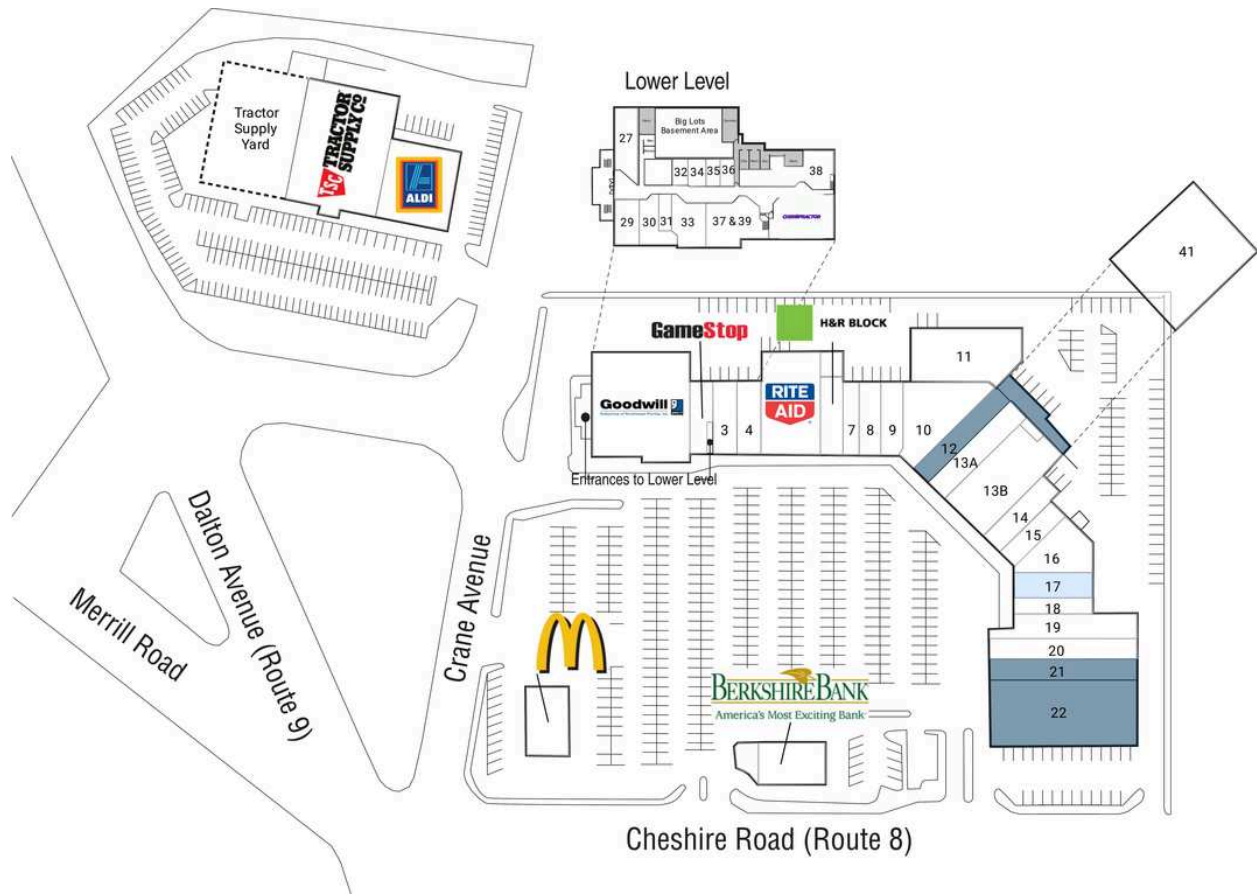 Lower Level
Tractor
Supply
Yard
TSC TRACTOR
SUPPLY CO
ALDI
Big Lots
Basement Area
27
32
34
35
36
38
29
30
31
33
37 & 39
CHIROPRACTOR
41
GameStop
H&R BLOCK
11
Goodwill
RITE
AID
3
4
7
8
9
10
12
13A
13B
14
15
16
17
18
19
20
21
22
Entrances to Lower Level
Dalton Avenue (Route 9)
Merrill Road
Crane Avenue
BERKSHIRE BANK
America's Most Exciting Bank
Cheshire Road (Route 8)